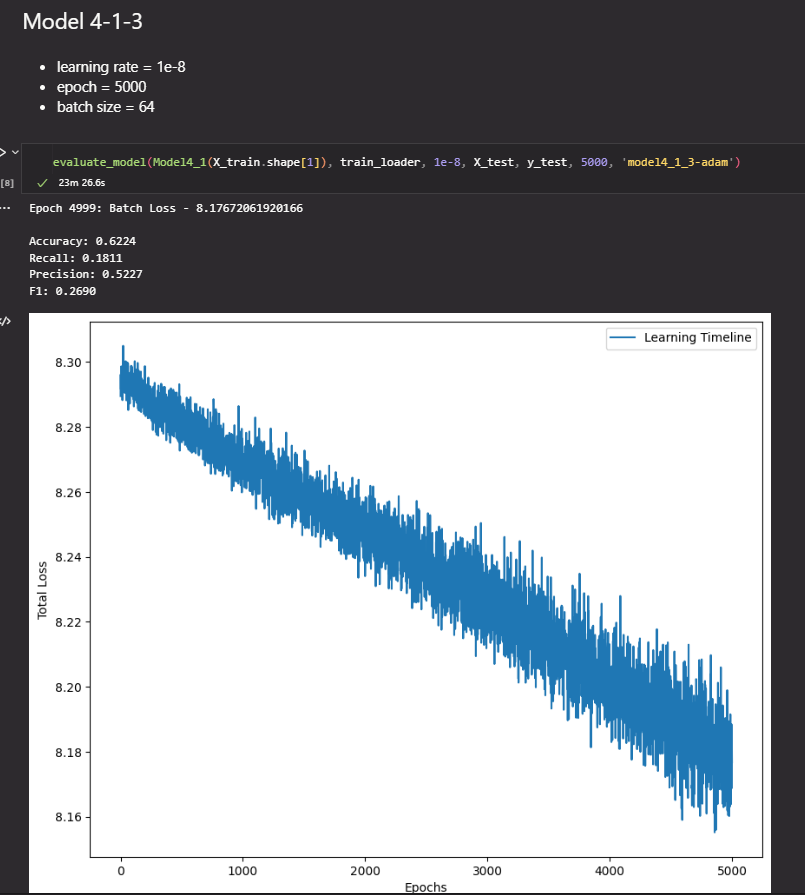 Model 4-1-3
• learning rate = 1e-8
• epoch = 5000
• batch size = 64
evaluate_model(Model4_1(X_train.shape[1]), train_loader, 1e-8, X_test, y_test, 5000, 'model4_1_3-adam')
[8]
23m 26.6s
Epoch 4999: Batch Loss - 8.17672061920166
Accuracy: 0.6224
Recall: 0.1811
Precision: 0.5227
F1: 0.2690
Learning Timeline
8.30
8.28
8.26
8.24
8.22
8.20
8.18
8.16
Total Loss
0 1000 2000 3000 4000 5000
Epochs